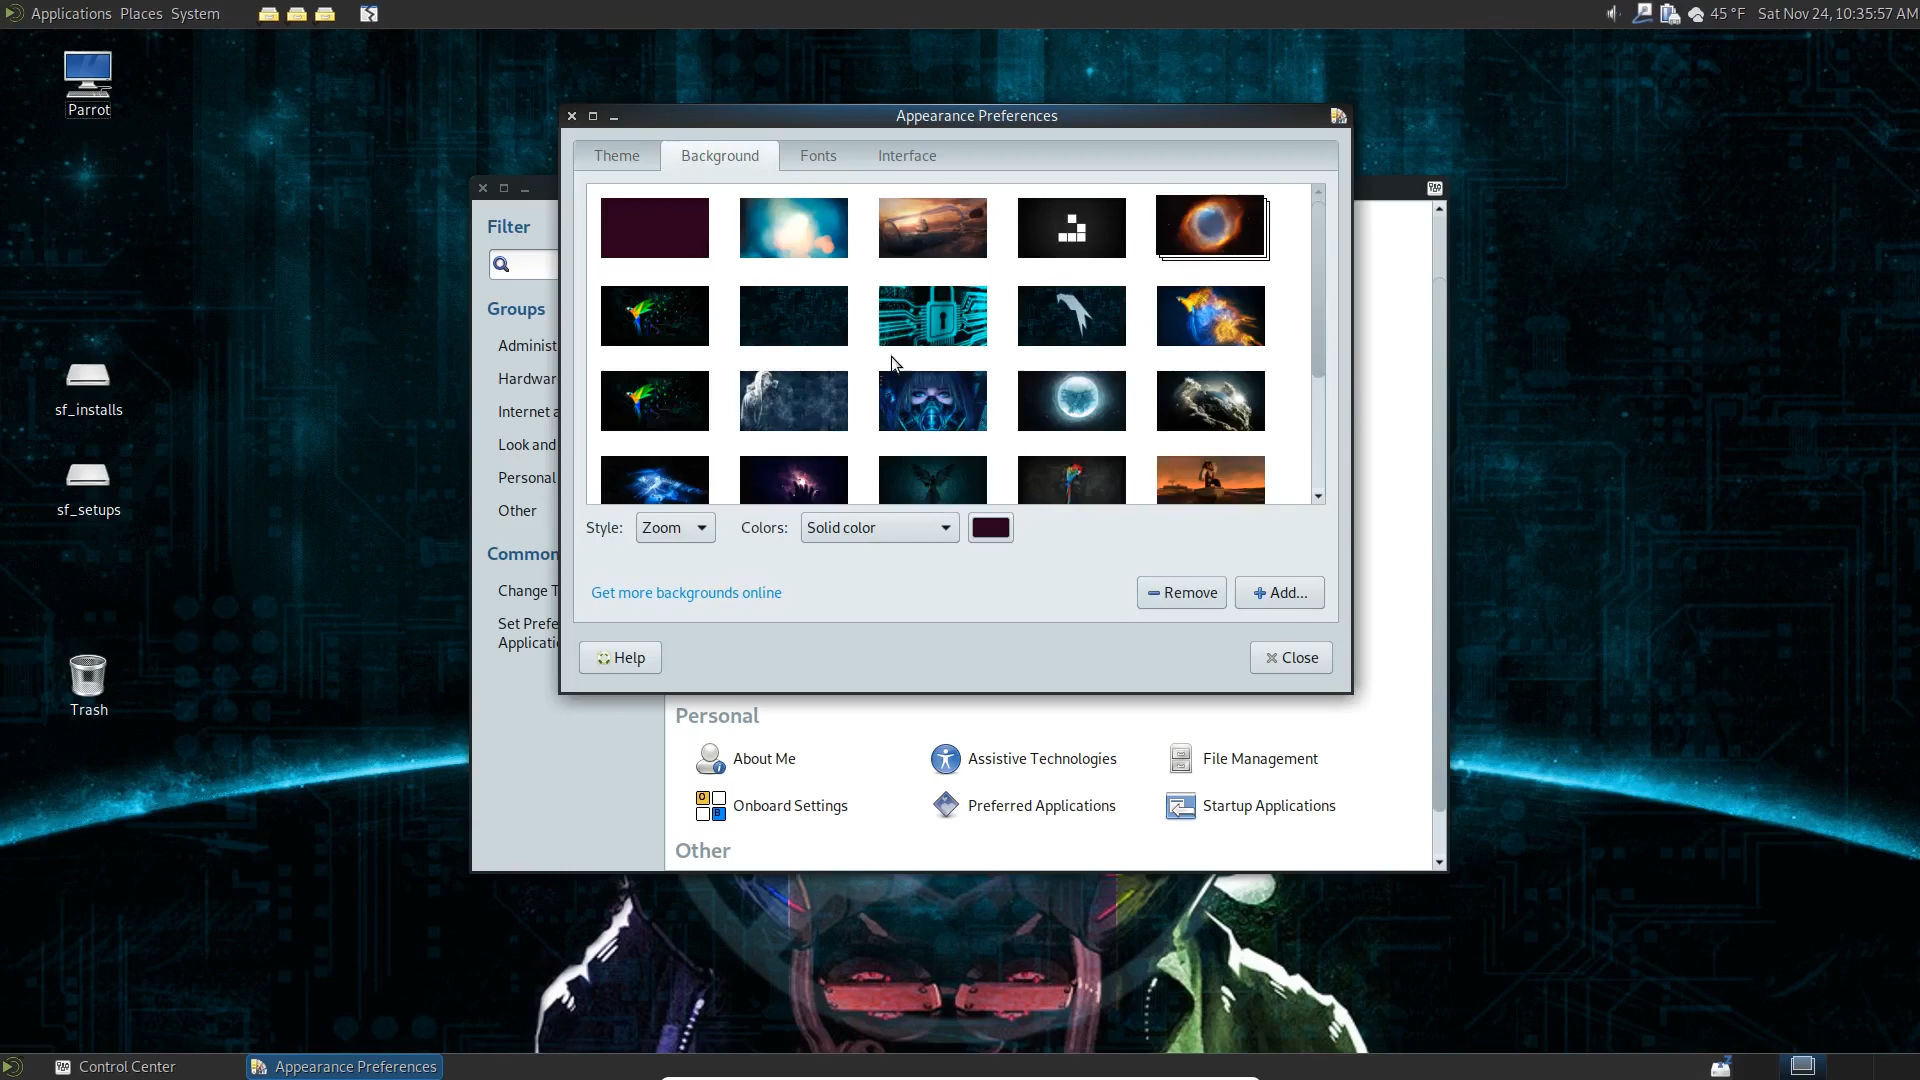 Applications Places System
45 °F Sat Nov 24, 10:35:57 AM
Parrot
sf_installs
sf_setups
Trash
Appearance Preferences
Theme Background Fonts Interface
Style: Zoom Colors: Solid color
Get more backgrounds online
Remove Add...
Help Close
Filter
Groups
Administ
Hardwar
Internet a
Look and
Personal
Other
Common
Change T
Set Prefe
Applicati
Personal
About Me Assistive Technologies File Management
Onboard Settings Preferred Applications Startup Applications
Other
Control Center Appearance Preferences